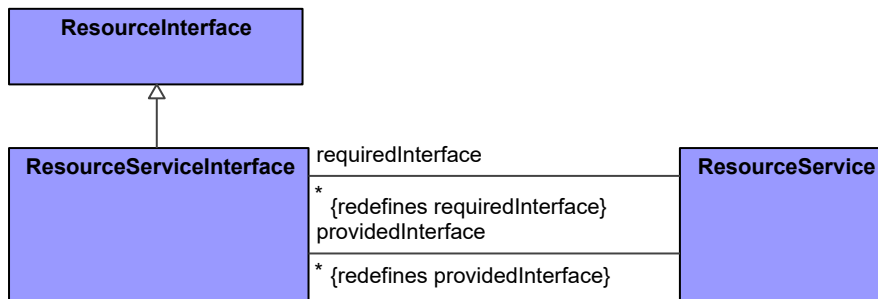 ResourceInterface
ResourceServiceInterface
requiredInterface
ResourceService
*
{redefines requiredInterface}
providedInterface
*
{redefines providedInterface}